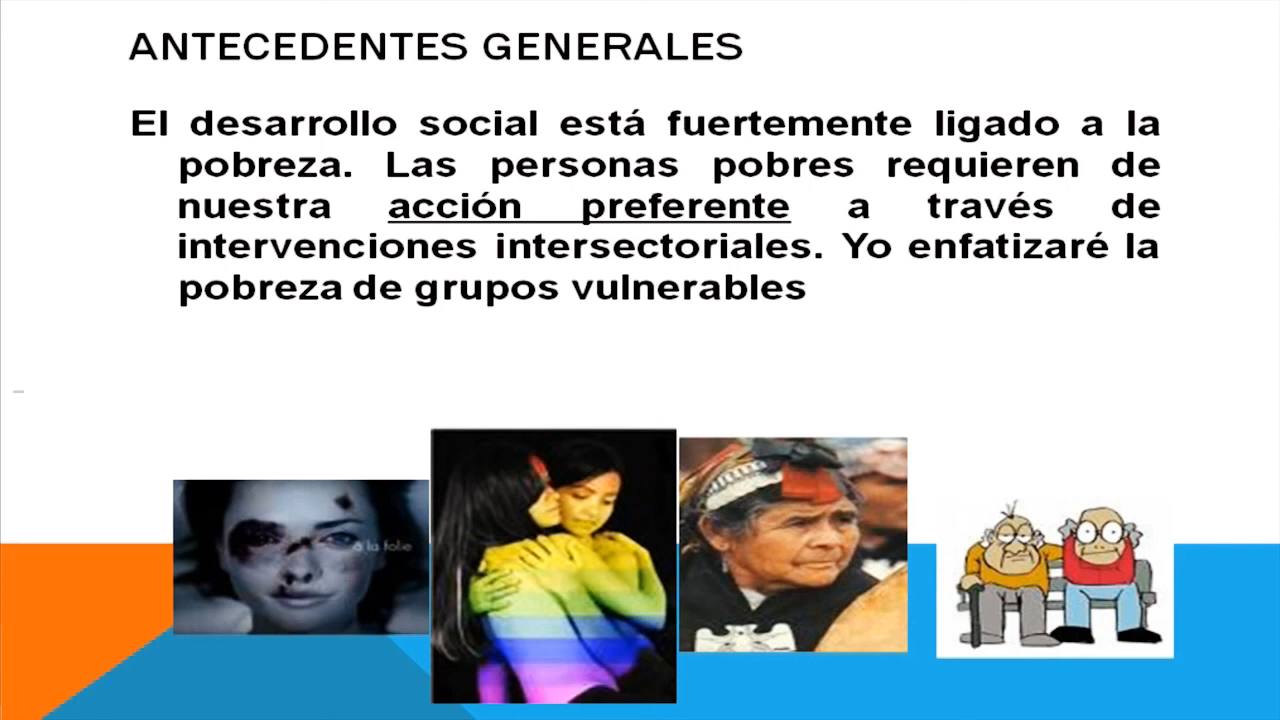 ANTECEDENTES GENERALES
El desarrollo social está fuertemente ligado a la
pobreza. Las personas pobres requieren de
nuestra acción preferente a través de
intervenciones intersectoriales. Yo enfatizaré la
pobreza de grupos vulnerables
à la folie